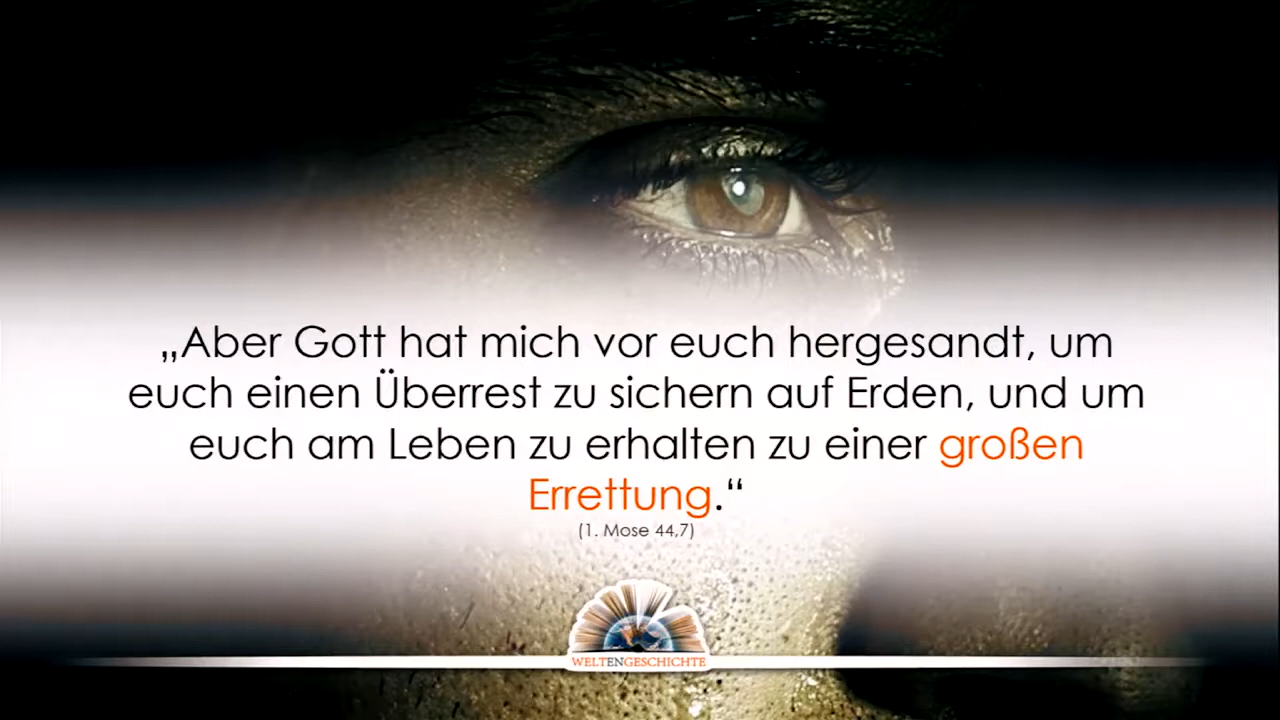 „Aber Gott hat mich vor euch hergesandt, um
euch einen Überrest zu sichern auf Erden, und um
euch am Leben zu erhalten zu einer großen
Errettung.“
(1. Mose 44,7)
WELTENGESCHICHTE